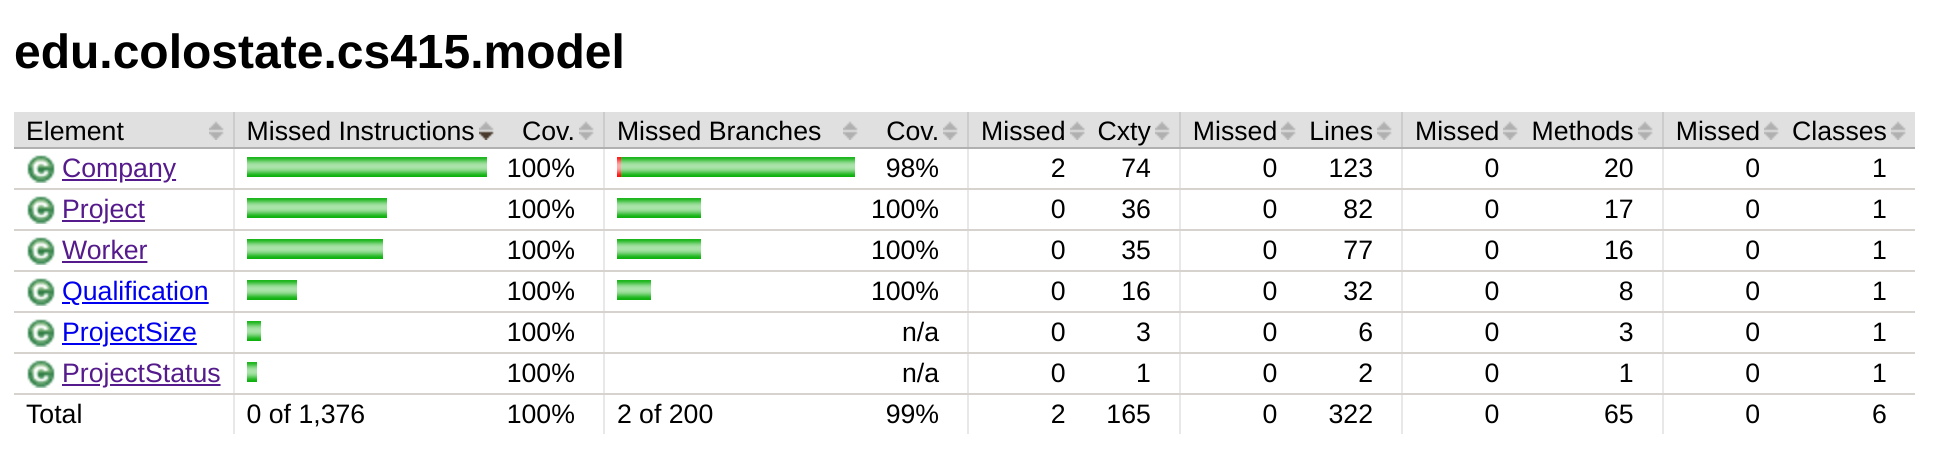 edu.colostate.cs415.model
Element Missed Instructions Cov. Missed Branches Cov. Missed Cxty Missed Lines Missed Methods Missed Classes
C Company 100% 98% 2 74 0 123 0 20 0 1
C Project 100% 100% 0 36 0 82 0 17 0 1
C Worker 100% 100% 0 35 0 77 0 16 0 1
C Qualification 100% 100% 0 16 0 32 0 8 0 1
C ProjectSize 100% n/a 0 3 0 6 0 3 0 1
C ProjectStatus 100% n/a 0 1 0 2 0 1 0 1
Total 0 of 1,376 100% 2 of 200 99% 2 165 0 322 0 65 0 6